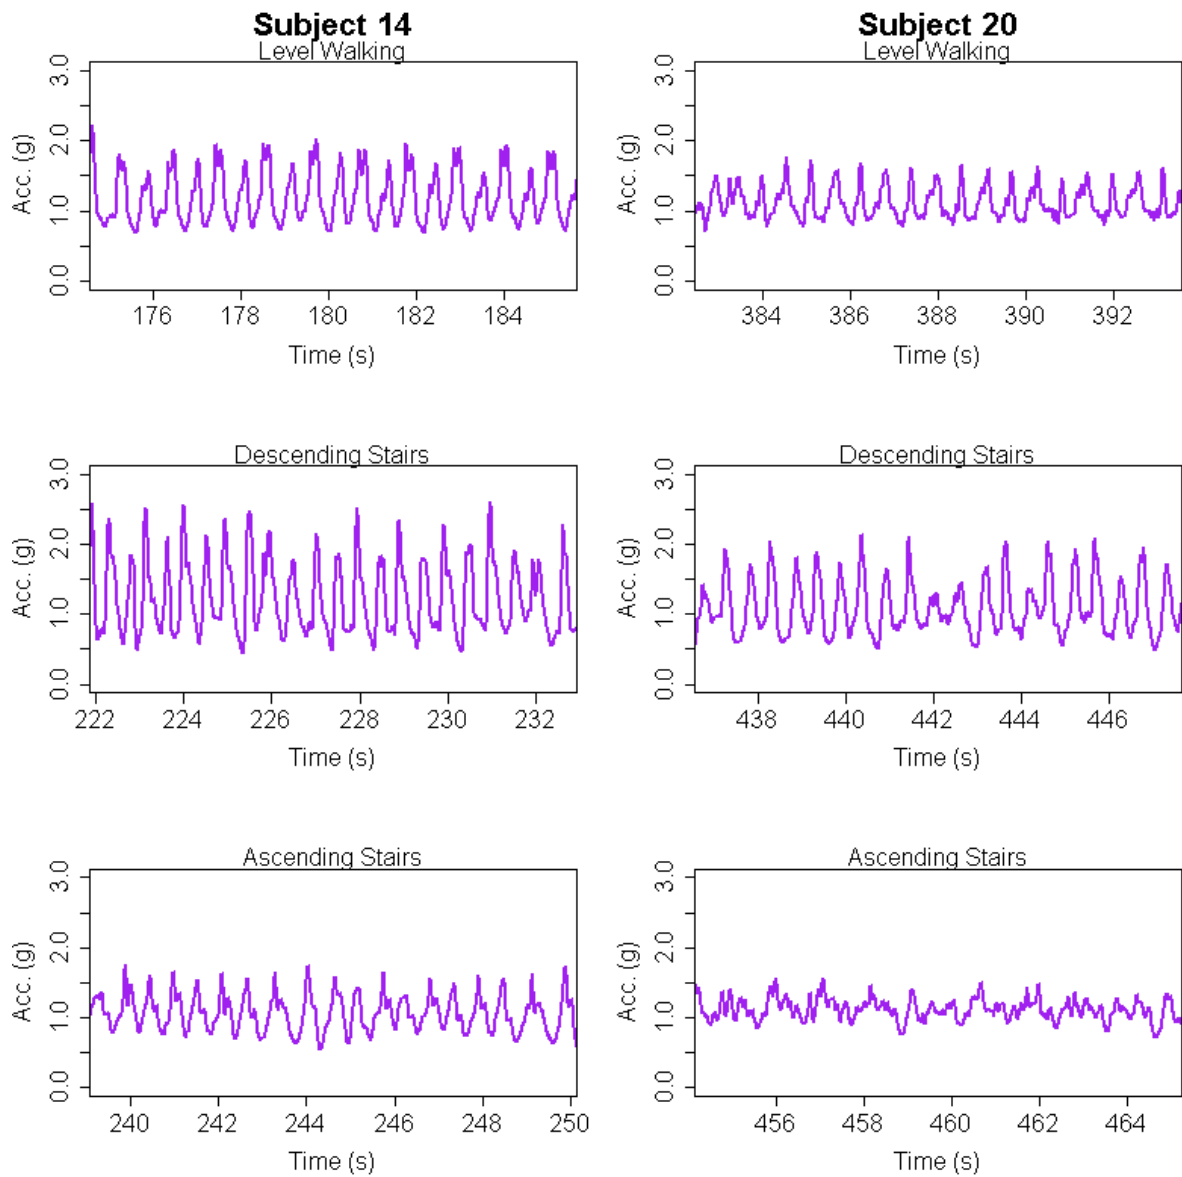 Subject 14
Level Walking
Acc. (g)
3.0
2.0
1.0
0.0
176 178 180 182 184
Time (s)
Subject 20
Level Walking
Acc. (g)
3.0
2.0
1.0
0.0
384 386 388 390 392
Time (s)
Descending Stairs
Acc. (g)
3.0
2.0
1.0
0.0
222 224 226 228 230 232
Time (s)
Descending Stairs
Acc. (g)
3.0
2.0
1.0
0.0
438 440 442 444 446
Time (s)
Ascending Stairs
Acc. (g)
3.0
2.0
1.0
0.0
240 242 244 246 248 250
Time (s)
Ascending Stairs
Acc. (g)
3.0
2.0
1.0
0.0
456 458 460 462 464
Time (s)